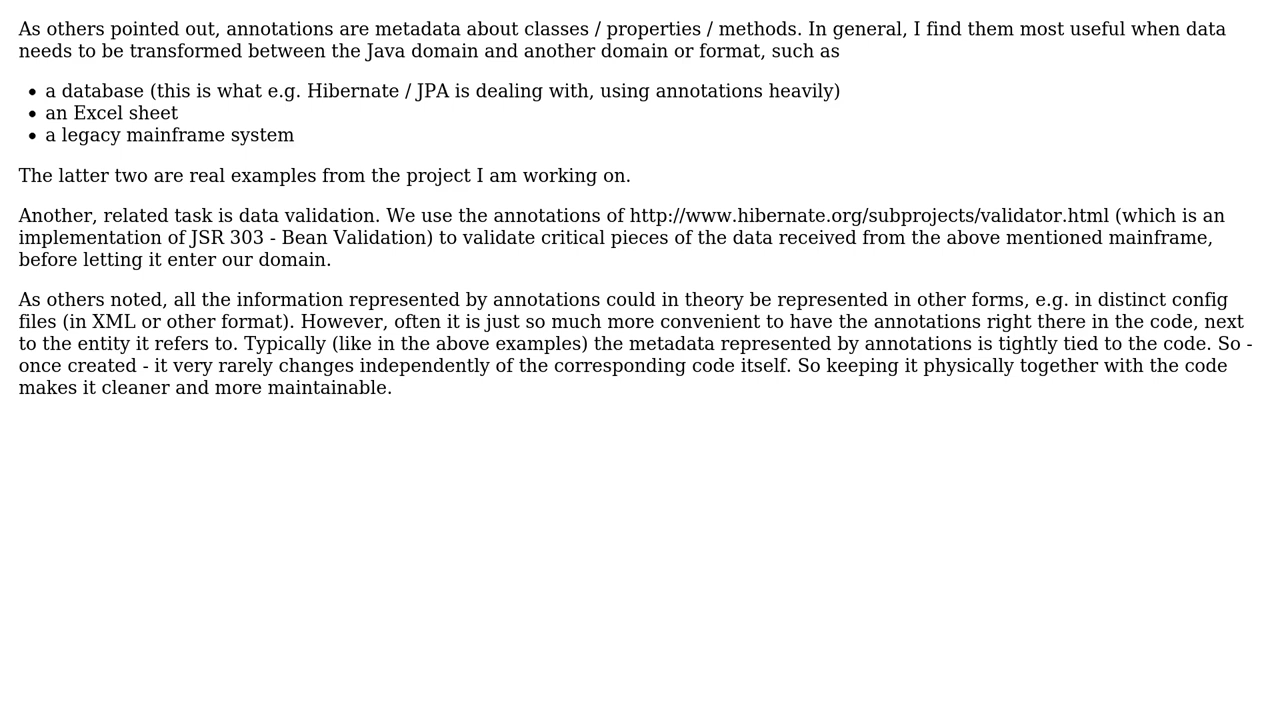 As others pointed out, annotations are metadata about classes / properties / methods. In general, I find them most useful when data
needs to be transformed between the Java domain and another domain or format, such as
• a database (this is what e.g. Hibernate / JPA is dealing with, using annotations heavily)
• an Excel sheet
• a legacy mainframe system
The latter two are real examples from the project I am working on.
Another, related task is data validation. We use the annotations of http://www.hibernate.org/subprojects/validator.html (which is an
implementation of JSR 303 - Bean Validation) to validate critical pieces of the data received from the above mentioned mainframe,
before letting it enter our domain.
As others noted, all the information represented by annotations could in theory be represented in other forms, e.g. in distinct config
files (in XML or other format). However, often it is just so much more convenient to have the annotations right there in the code, next
to the entity it refers to. Typically (like in the above examples) the metadata represented by annotations is tightly tied to the code. So -
once created - it very rarely changes independently of the corresponding code itself. So keeping it physically together with the code
makes it cleaner and more maintainable.